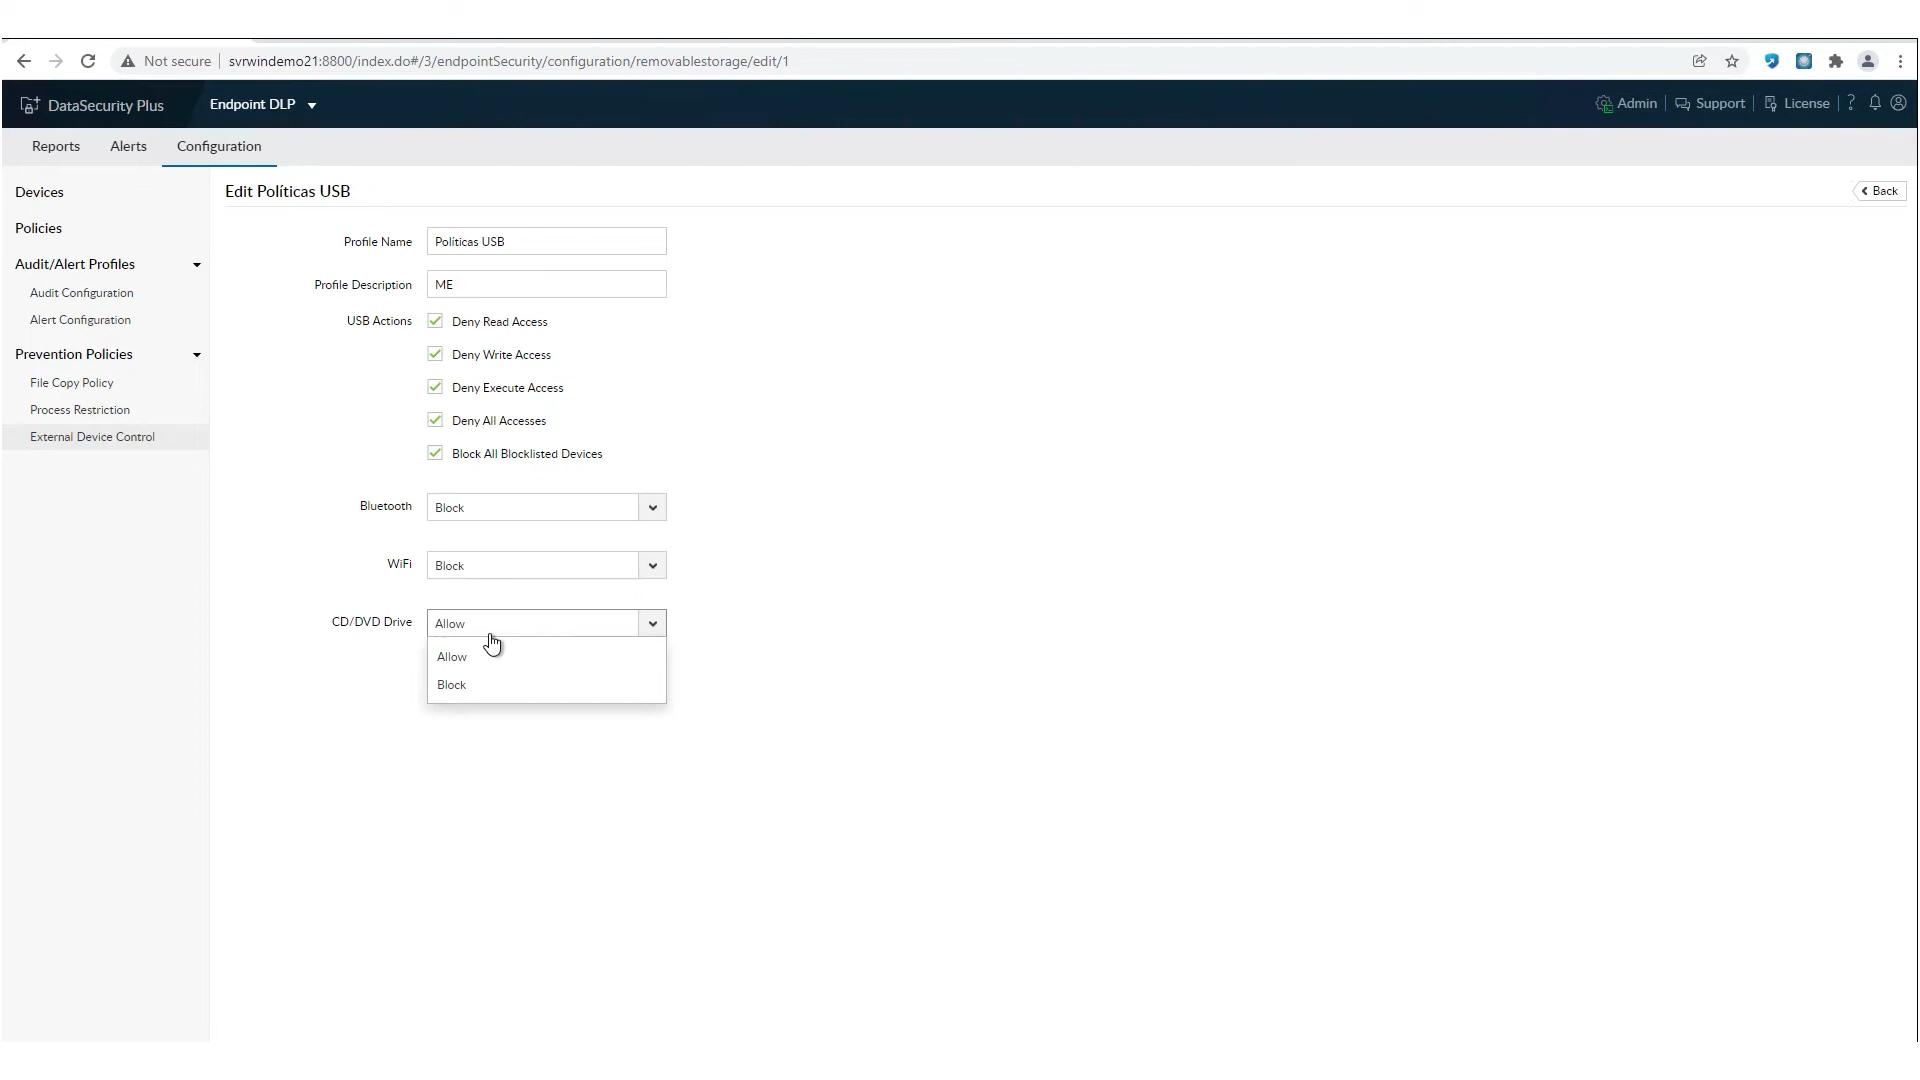 Not secure
svrwindemo21:8800/index.do#/3/endpointSecurity/configuration/removablestorage/edit/1
DataSecurity Plus
Endpoint DLP
Admin
Support
License
?
Reports
Alerts
Configuration
Devices
Policies
Audit/Alert Profiles
Audit Configuration
Alert Configuration
Prevention Policies
File Copy Policy
Process Restriction
External Device Control
Edit Políticas USB
Back
Profile Name
Políticas USB
Profile Description
ME
USB Actions
Deny Read Access
Deny Write Access
Deny Execute Access
Deny All Accesses
Block All Blocklisted Devices
Bluetooth
Block
WiFi
Block
CD/DVD Drive
Allow
Allow
Block